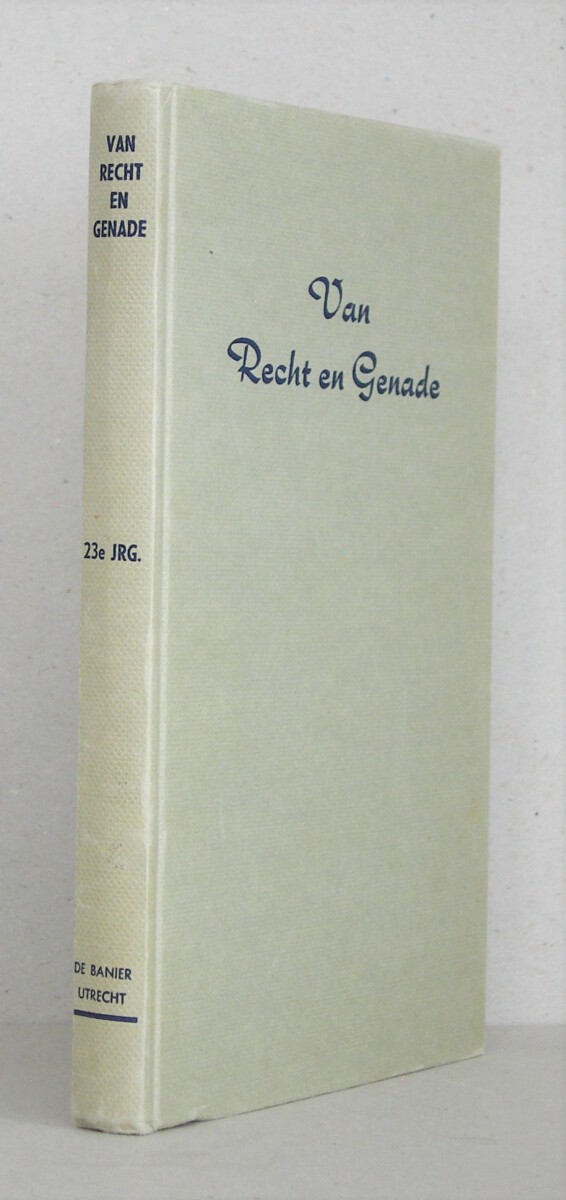 VAN
RECHT
EN
GENADE
23e JRG.
DE BANIER
UTRECHT
Van
Recht en Genade